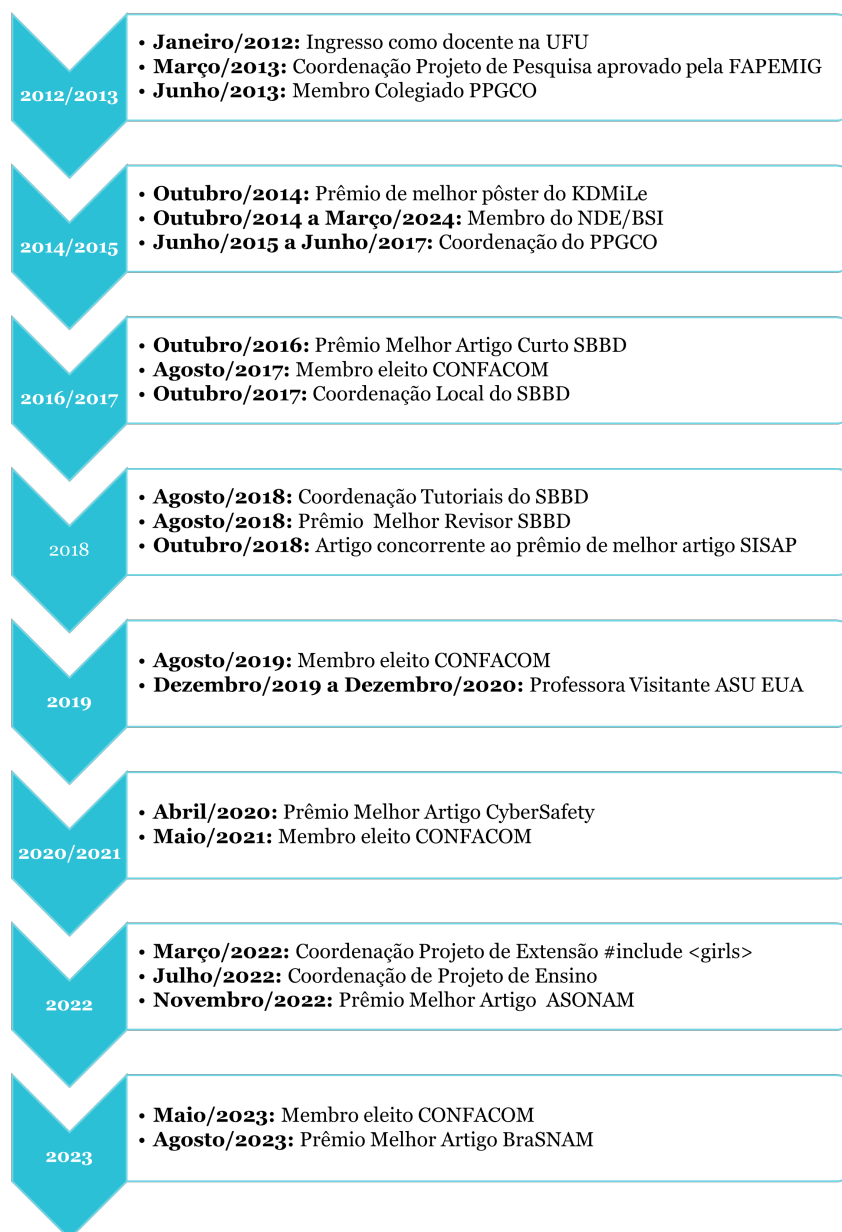 2012/2013
• Janeiro/2012: Ingresso como docente na UFU
• Março/2013: Coordenação Projeto de Pesquisa aprovado pela FAPEMIG
• Junho/2013: Membro Colegiado PPGCO
2014/2015
• Outubro/2014: Prêmio de melhor pôster do KDMiLe
• Outubro/2014 a Março/2024: Membro do NDE/BSI
• Junho/2015 a Junho/2017: Coordenação do PPGCO
2016/2017
• Outubro/2016: Prêmio Melhor Artigo Curto SBBD
• Agosto/2017: Membro eleito CONFACOM
• Outubro/2017: Coordenação Local do SBBD
2018
• Agosto/2018: Coordenação Tutoriais do SBBD
• Agosto/2018: Prêmio  Melhor Revisor SBBD
• Outubro/2018: Artigo concorrente ao prêmio de melhor artigo SISAP
2019
• Agosto/2019: Membro eleito CONFACOM
• Dezembro/2019 a Dezembro/2020: Professora Visitante ASU EUA
2020/2021
• Abril/2020: Prêmio Melhor Artigo CyberSafety
• Maio/2021: Membro eleito CONFACOM
2022
• Março/2022: Coordenação Projeto de Extensão #include <girls>
• Julho/2022: Coordenação de Projeto de Ensino
• Novembro/2022: Prêmio Melhor Artigo  ASONAM
2023
• Maio/2023: Membro eleito CONFACOM
• Agosto/2023: Prêmio Melhor Artigo BraSNAM